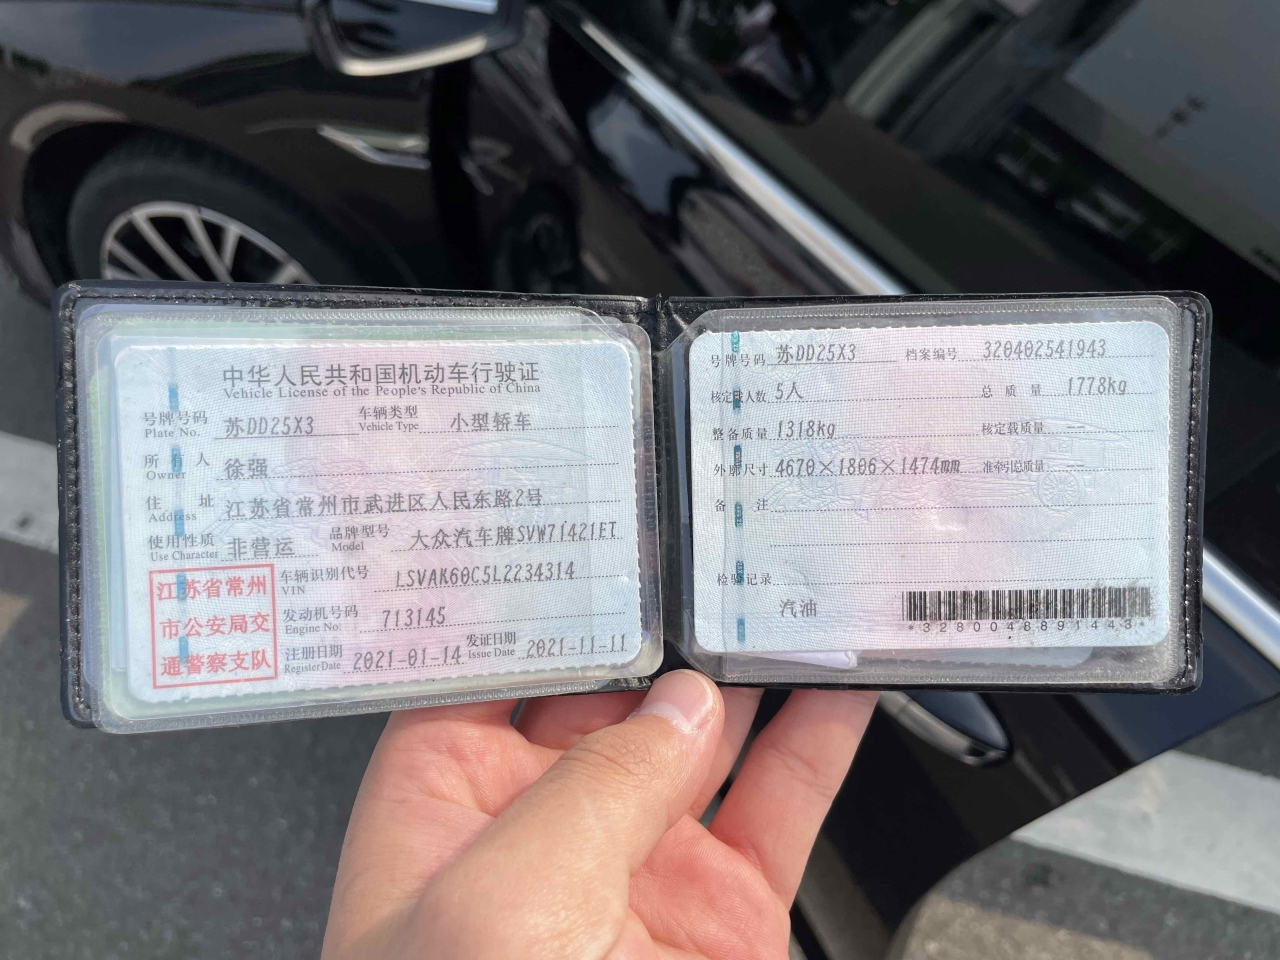 中华人民共和国机动车行驶证
Vehicle License of the People's Republic of China
号牌号码 Plate No. 苏DD25X3 车辆类型 Vehicle Type 小型轿车
所有人 Owner 徐强
住址 Address 江苏省常州市武进区人民东路2号
使用性质 Use Character 非营运 品牌型号 Model 大众汽车牌SVW71421ET
车辆识别代号 VIN LSVAK60C5L2234314
发动机号码 Engine No. 713145
注册日期 Register Date 2021-01-14 发证日期 Issue Date 2021-11-11
江苏省常州
市公安局交
通警察支队
号牌号码 苏DD25X3 档案编号 320402541943
核定载人数 5人 总质量 1778kg
整备质量 1318kg 核定载质量 --
外廓尺寸 4670×1806×1474mm 准牵引总质量 --
备注
检验记录
汽油
*3280048891443*